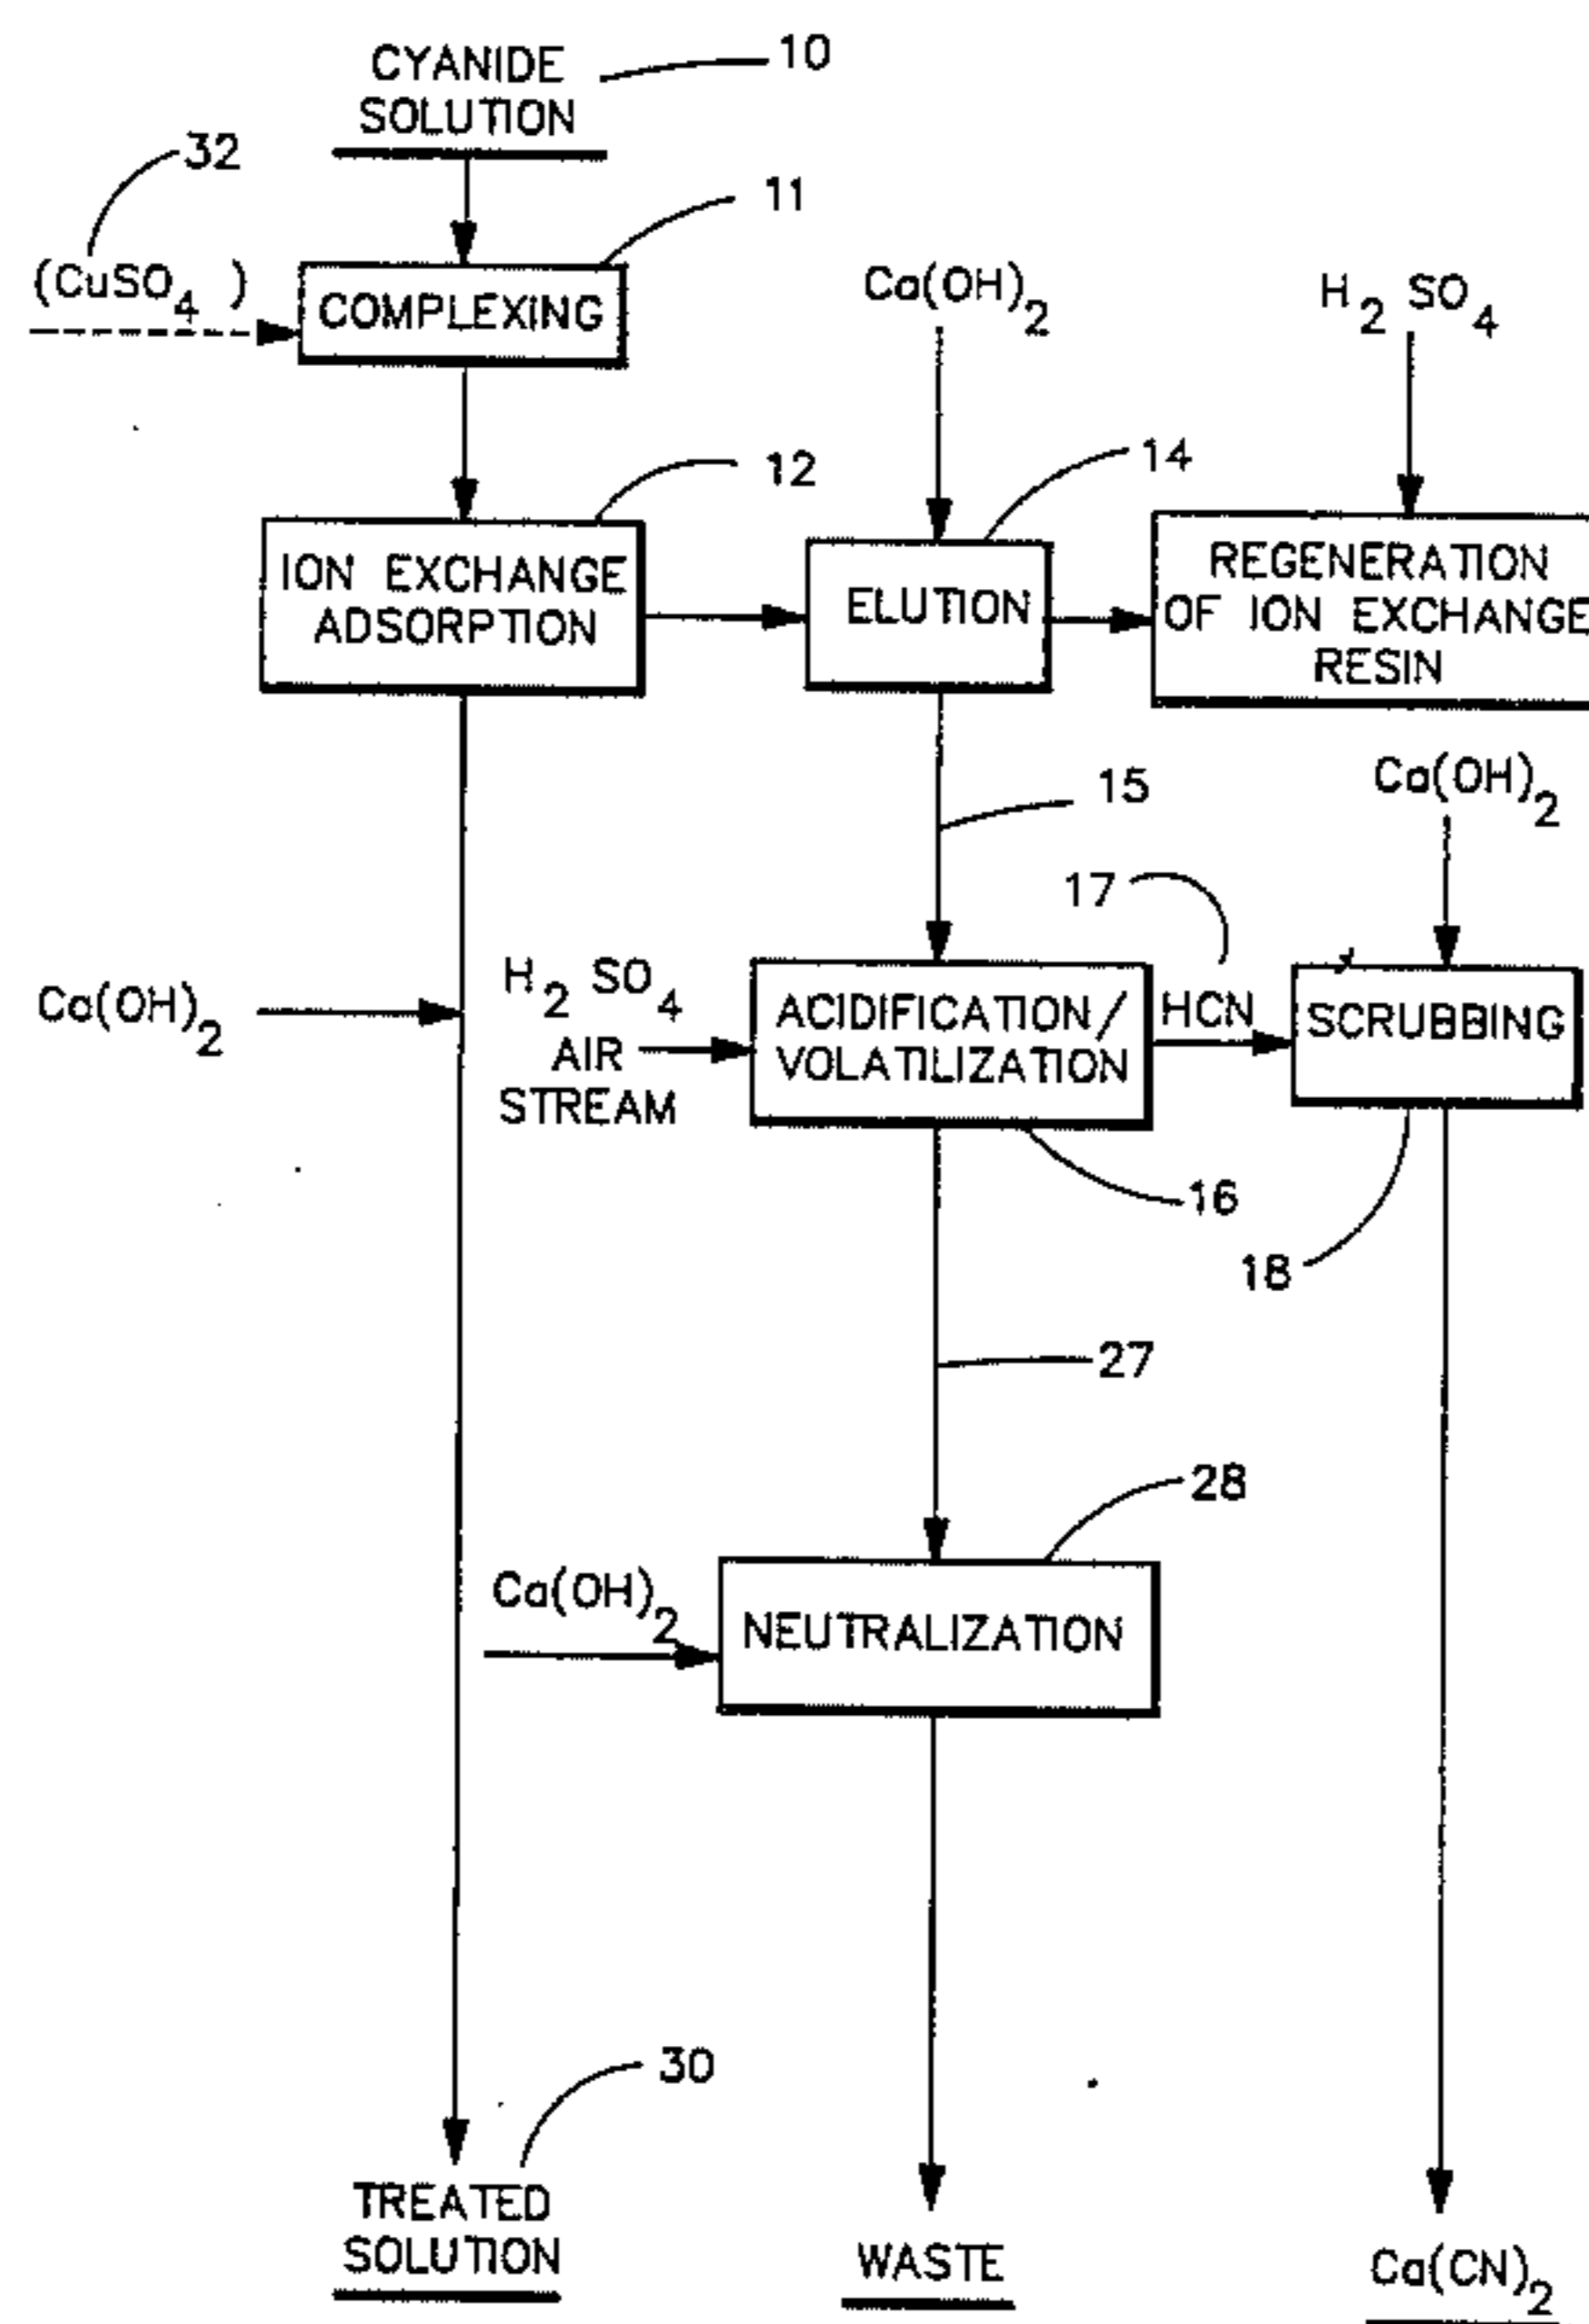 CYANIDE
SOLUTION
10
32
11
(CuSO4 )
COMPLEXING
Ca(OH)2
H2 SO4
12
14
ION EXCHANGE
ADSORPTION
ELUTION
REGENERATION
OF ION EXCHANGE
RESIN
15
Ca(OH)2
17
Ca(OH)2
H2 SO4
AIR
STREAM
ACIDIFICATION/
VOLATILIZATION
HCN
SCRUBBING
16
18
27
28
Ca(OH)2
NEUTRALIZATION
30
TREATED
SOLUTION
WASTE
Ca(CN)2